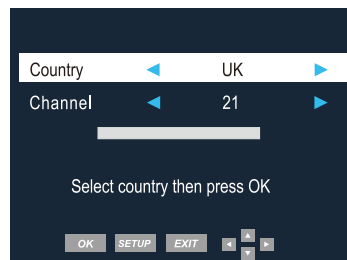 Country UK
Channel 21
Select country then press OK
OK SETUP EXIT